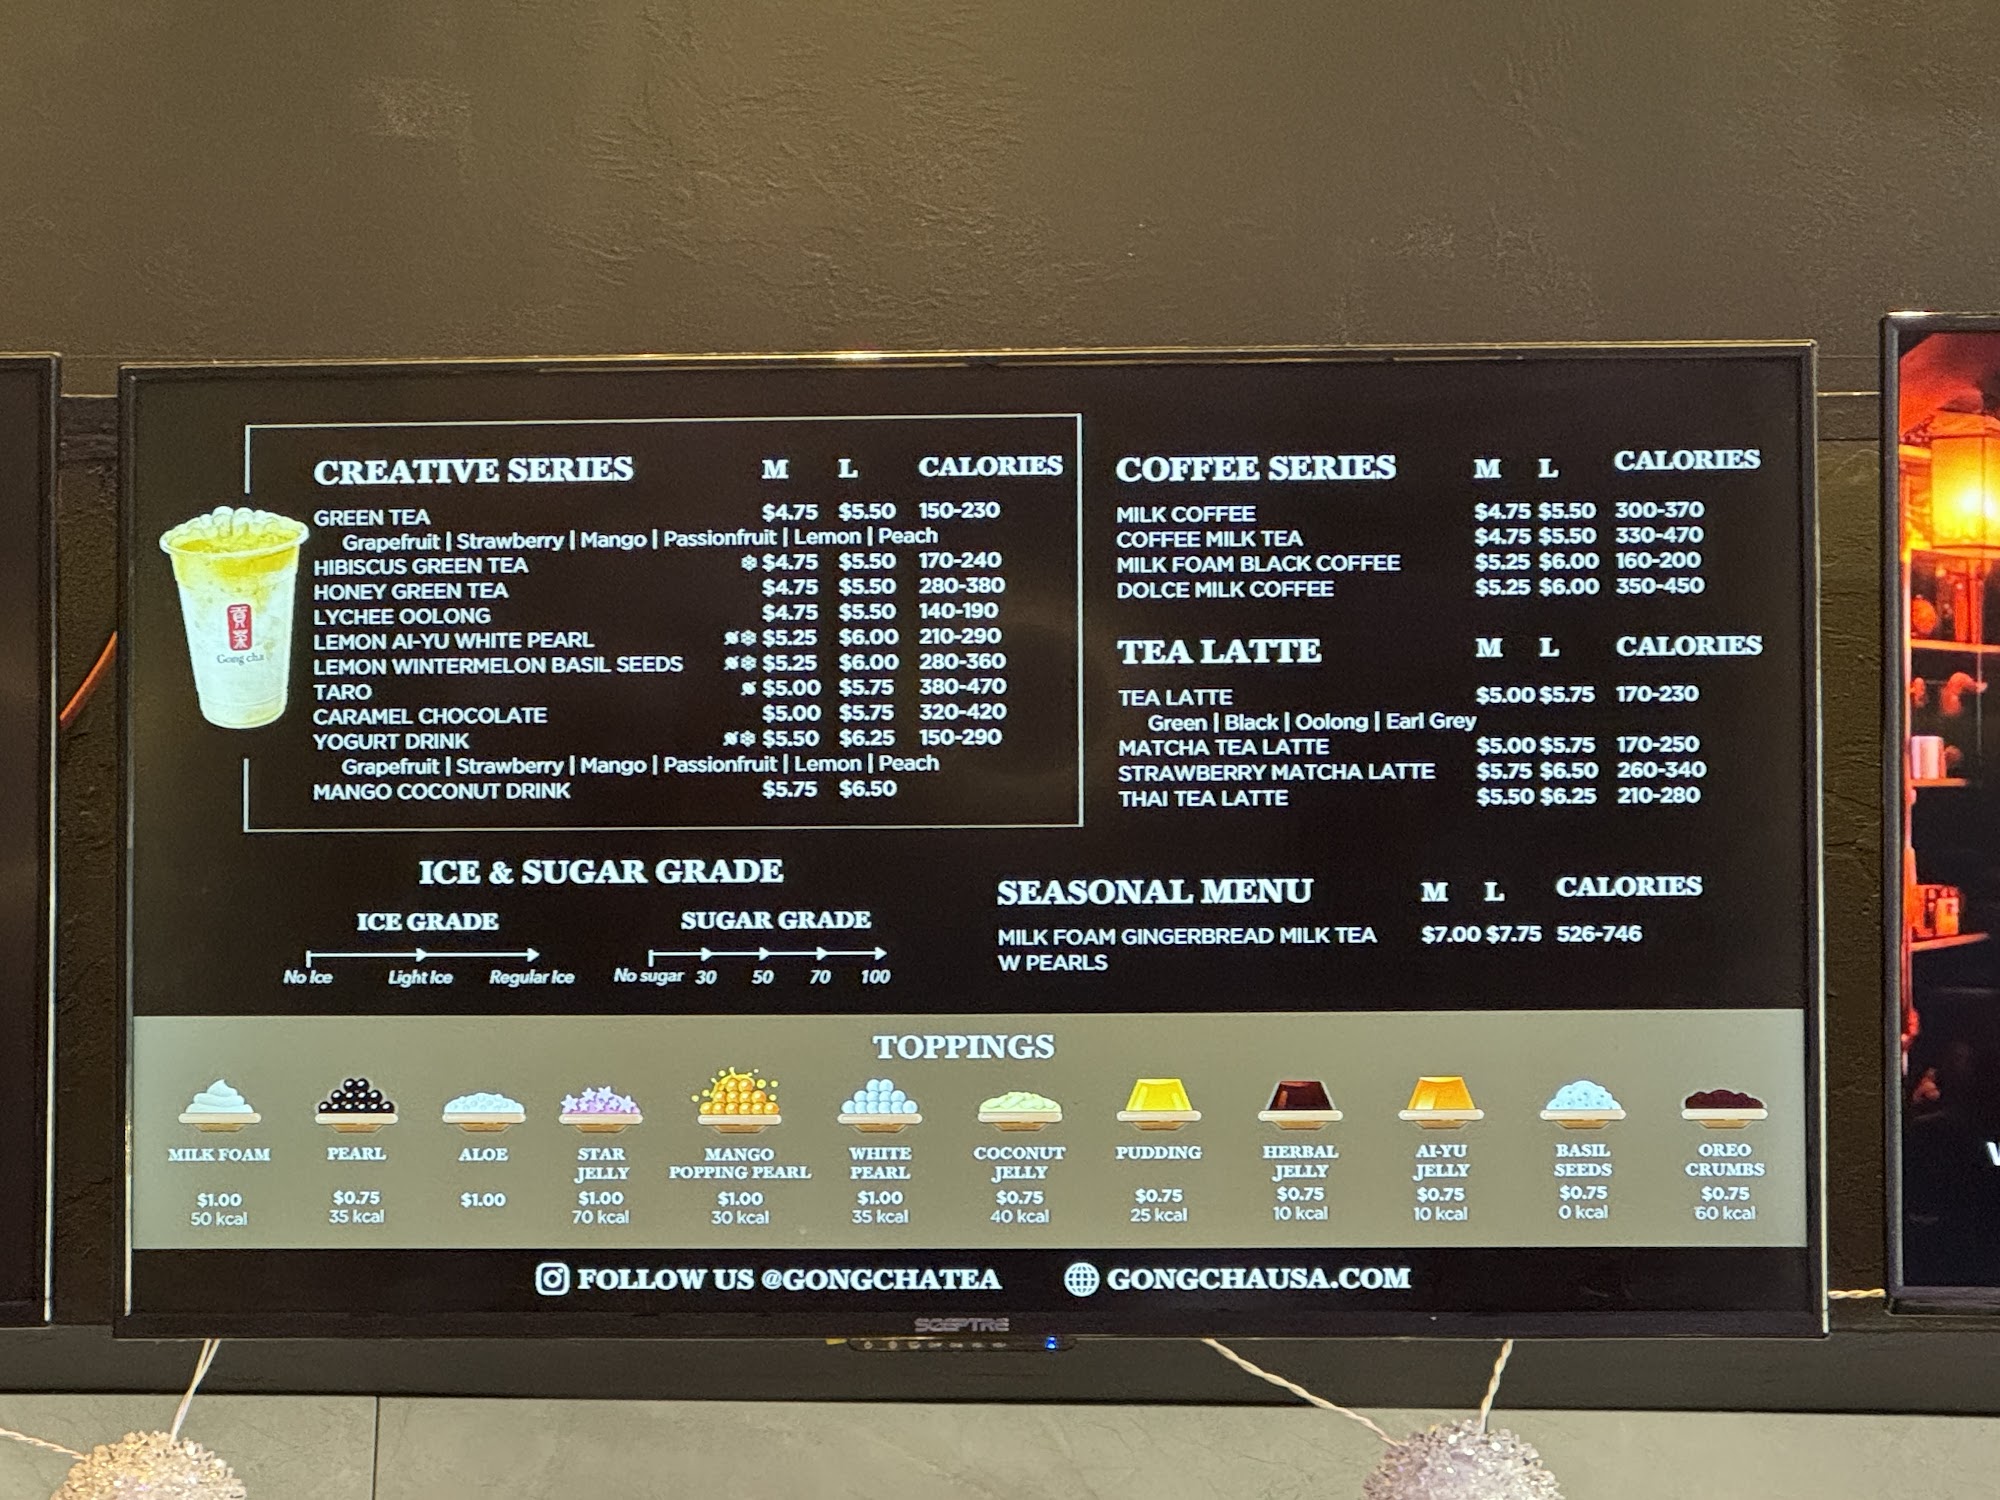 CREATIVE SERIES M L CALORIES
GREEN TEA $4.75 $5.50 150-230
Grapefruit | Strawberry | Mango | Passionfruit | Lemon | Peach
HIBISCUS GREEN TEA ❄ $4.75 $5.50 170-240
HONEY GREEN TEA $4.75 $5.50 280-380
LYCHEE OOLONG $4.75 $5.50 140-190
LEMON AI-YU WHITE PEARL ❄ $5.25 $6.00 210-290
LEMON WINTERMELON BASIL SEEDS ❄ $5.25 $6.00 280-360
TARO $5.00 $5.75 380-470
CARAMEL CHOCOLATE $5.00 $5.75 320-420
YOGURT DRINK ❄ $5.50 $6.25 150-290
Grapefruit | Strawberry | Mango | Passionfruit | Lemon | Peach
MANGO COCONUT DRINK $5.75 $6.50
貢茶
Gong cha
COFFEE SERIES M L CALORIES
MILK COFFEE $4.75 $5.50 300-370
COFFEE MILK TEA $4.75 $5.50 330-470
MILK FOAM BLACK COFFEE $5.25 $6.00 160-200
DOLCE MILK COFFEE $5.25 $6.00 350-450
TEA LATTE M L CALORIES
TEA LATTE $5.00 $5.75 170-230
Green | Black | Oolong | Earl Grey
MATCHA TEA LATTE $5.00 $5.75 170-250
STRAWBERRY MATCHA LATTE $5.75 $6.50 260-340
THAI TEA LATTE $5.50 $6.25 210-280
ICE & SUGAR GRADE
ICE GRADE
No Ice Light Ice Regular Ice
SUGAR GRADE
No sugar 30 50 70 100
SEASONAL MENU M L CALORIES
MILK FOAM GINGERBREAD MILK TEA $7.00 $7.75 526-746
W PEARLS
TOPPINGS
MILK FOAM
$1.00
50 kcal
PEARL
$0.75
35 kcal
ALOE
$1.00
STAR
JELLY
$1.00
70 kcal
MANGO
POPPING PEARL
$1.00
30 kcal
WHITE
PEARL
$1.00
35 kcal
COCONUT
JELLY
$0.75
40 kcal
PUDDING
$0.75
25 kcal
HERBAL
JELLY
$0.75
10 kcal
AI-YU
JELLY
$0.75
10 kcal
BASIL
SEEDS
$0.75
0 kcal
OREO
CRUMBS
$0.75
60 kcal
FOLLOW US @GONGCHATEA GONGCHAUSA.COM
SCEPTRE